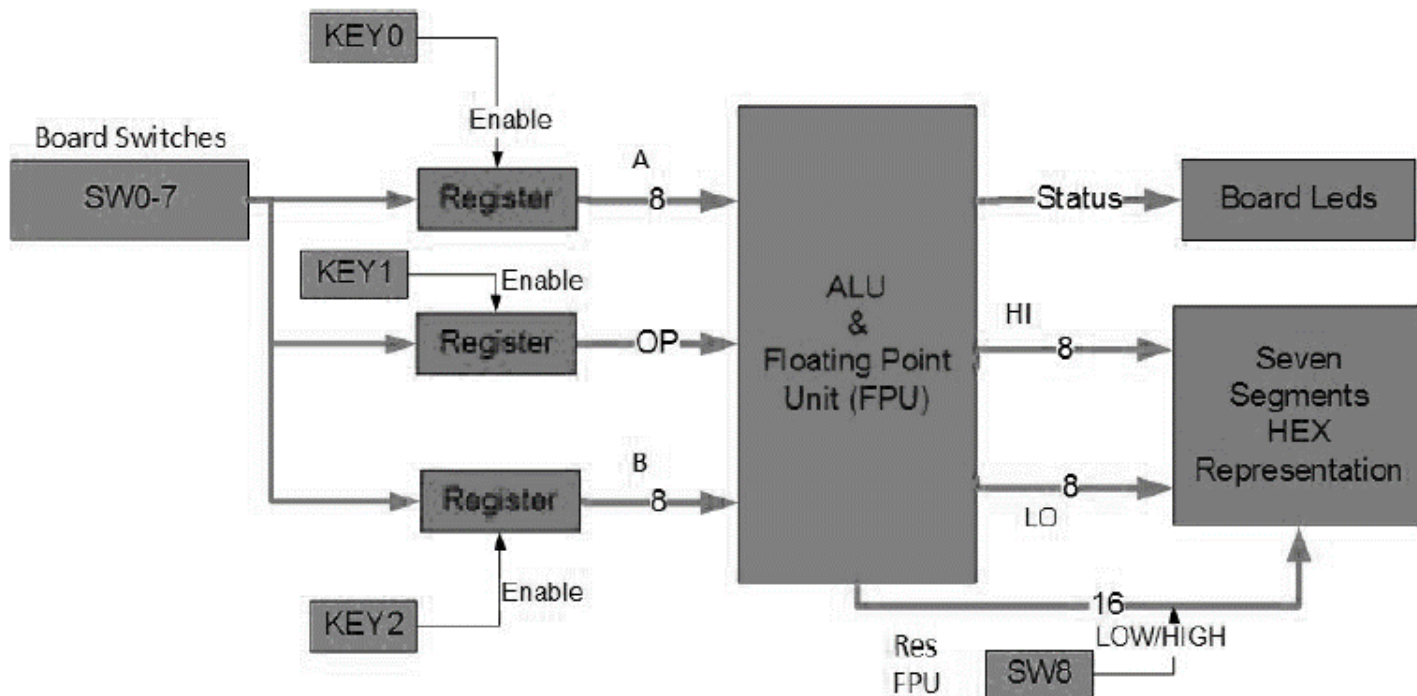 KEY0
Enable
Board Switches
SW0-7
Register
A
8
Status
Board Leds
KEY1
Enable
Register
OP
ALU
&
Floating Point
Unit (FPU)
HI
8
Seven
Segments
HEX
Representation
B
Register
8
8
LO
Enable
KEY2
16
LOW/HIGH
Res
FPU
SW8